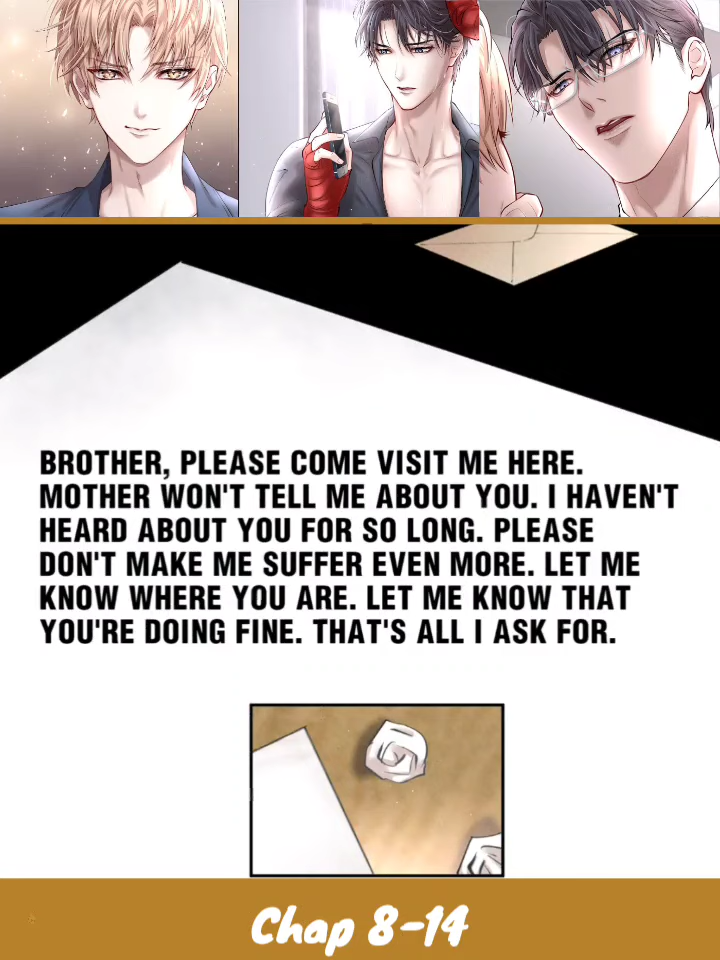 BROTHER, PLEASE COME VISIT ME HERE.
MOTHER WON'T TELL ME ABOUT YOU. I HAVEN'T
HEARD ABOUT YOU FOR SO LONG. PLEASE
DON'T MAKE ME SUFFER EVEN MORE. LET ME
KNOW WHERE YOU ARE. LET ME KNOW THAT
YOU'RE DOING FINE. THAT'S ALL I ASK FOR.
Chap 8-14